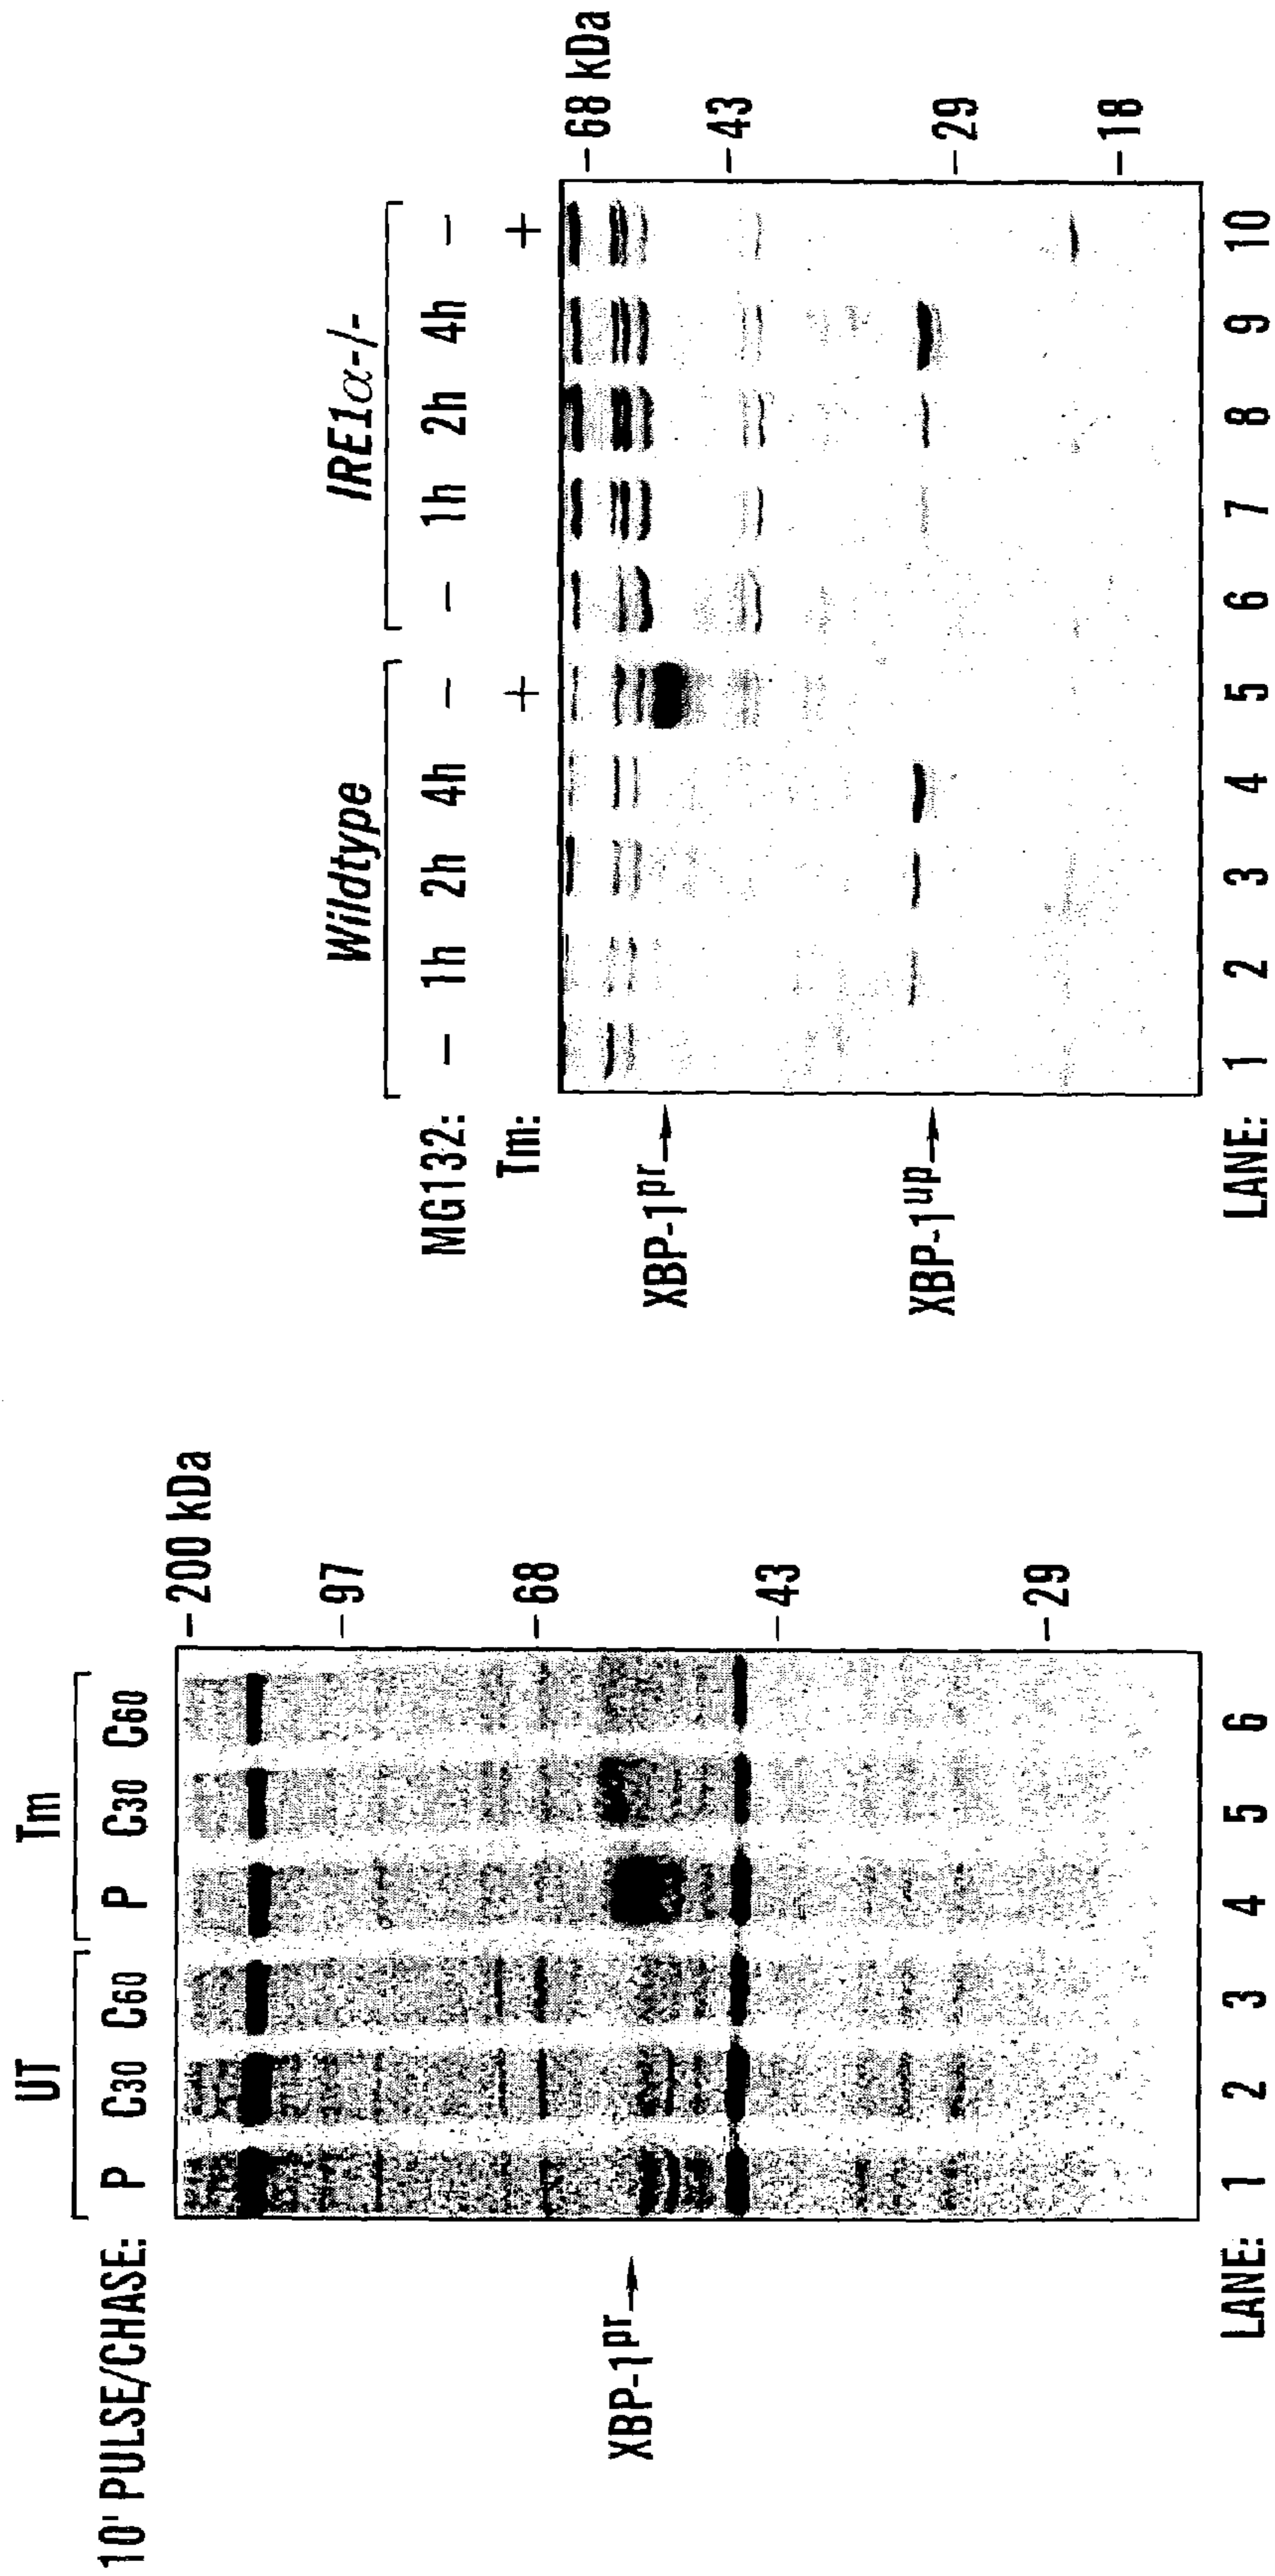 UT Tm
10' PULSE/CHASE: P C30 C60 P C30 C60
-200 kDa
-97
-68
XBP-1pr
-43
-29
LANE: 1 2 3 4 5 6
Wildtype IRE1α-/-
MG132: - 1h 2h 4h - - 1h 2h 4h -
Tm: + +
-68 kDa
XBP-1pr
-43
XBP-1up
-29
-18
LANE: 1 2 3 4 5 6 7 8 9 10